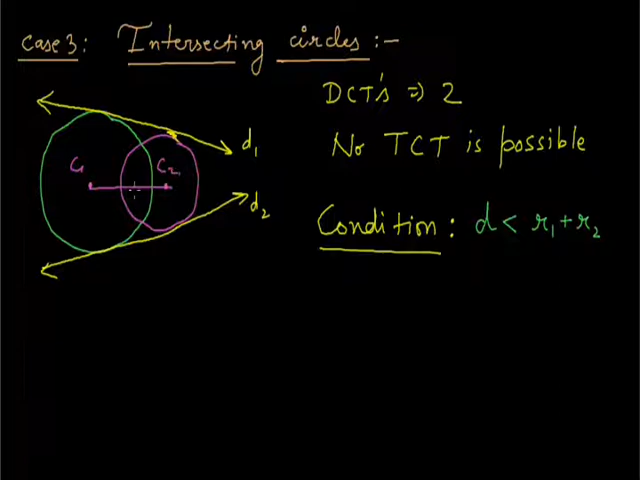 Case 3: Intersecting circles :-
DCT's => 2
No TCT is possible
C1
C2
d1
d2
Condition: d < r1 + r2